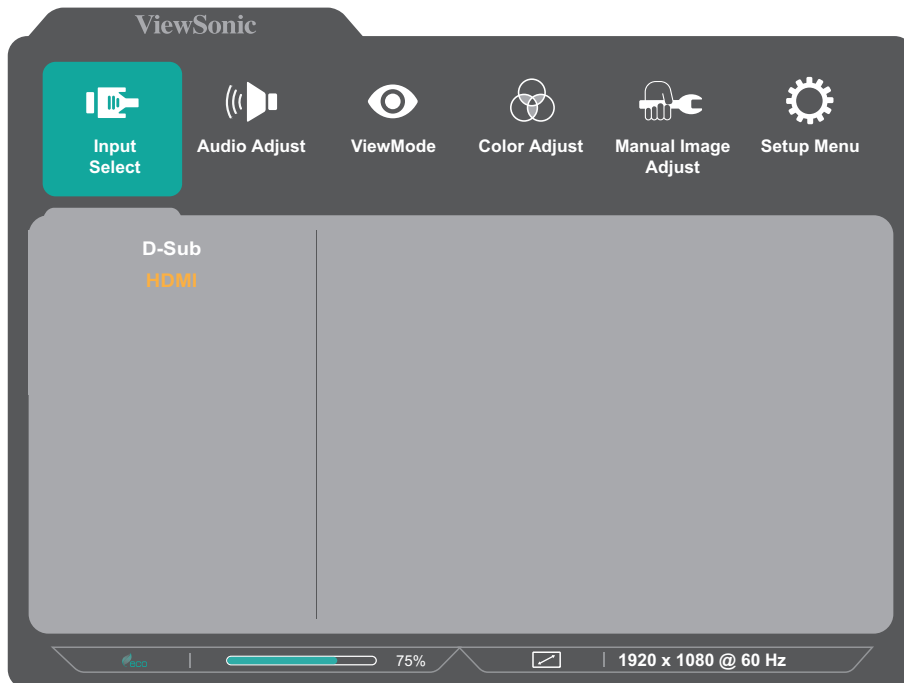 ViewSonic
Input
Select
Audio Adjust
ViewMode
Color Adjust
Manual Image
Adjust
Setup Menu
D-Sub
HDMI
eco
75%
1920 x 1080 @ 60 Hz